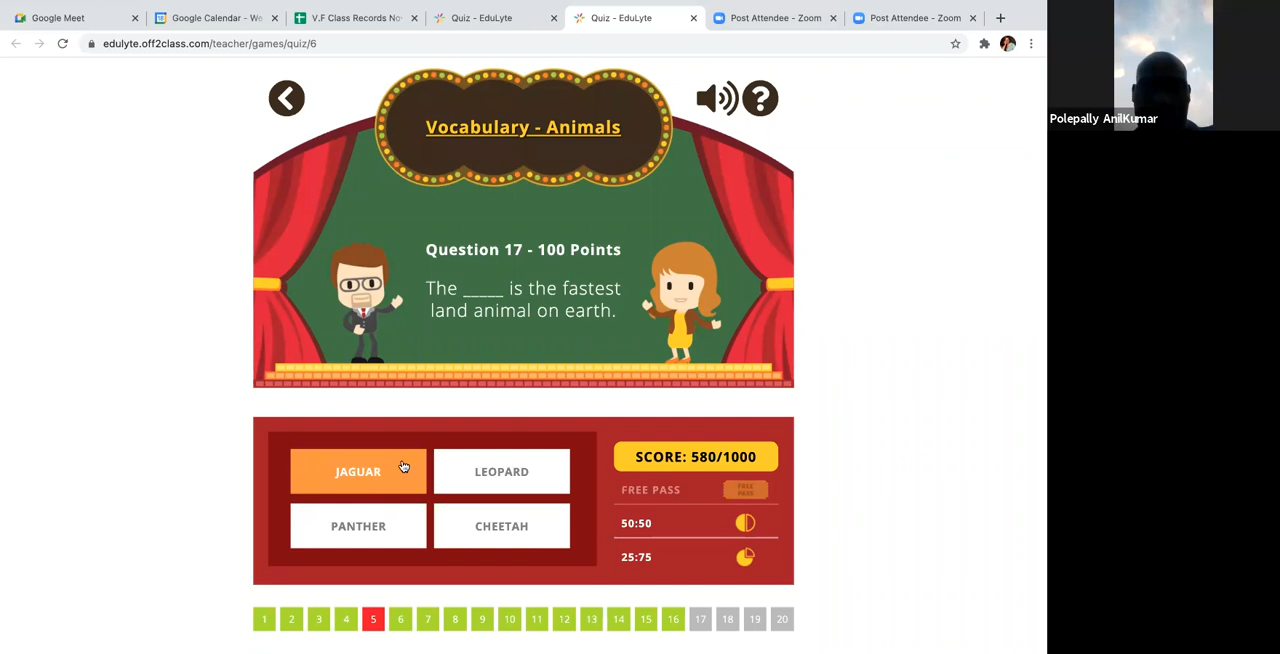 Google Meet
Google Calendar - We
V.F Class Records No
Quiz - EduLyte
Quiz - EduLyte
Post Attendee - Zoom
Post Attendee - Zoom
edulyte.off2class.com/teacher/games/quiz/6
Polepally AnilKumar
Vocabulary - Animals
Question 17 - 100 Points
The _____ is the fastest
land animal on earth.
JAGUAR
LEOPARD
PANTHER
CHEETAH
SCORE: 580/1000
FREE PASS
FREE
PASS
50:50
25:75
1 2 3 4 5 6 7 8 9 10 11 12 13 14 15 16 17 18 19 20